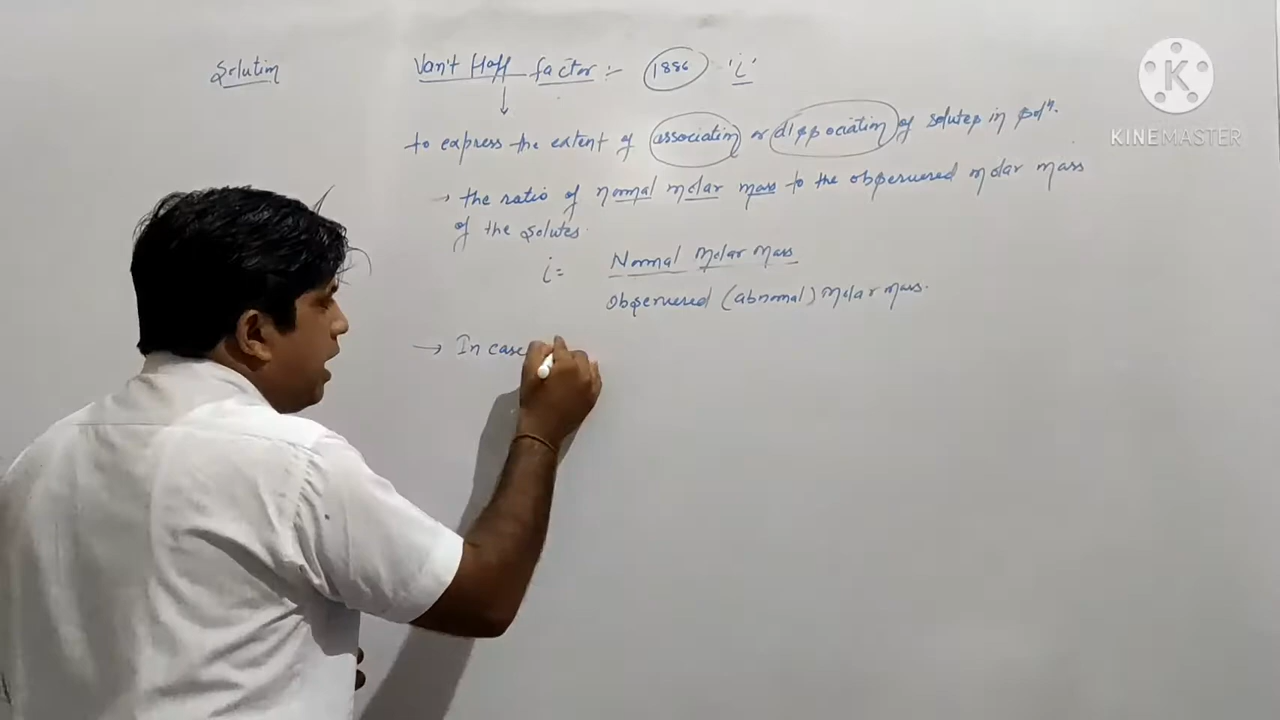 Solution
Van't Hoff factor :- 1886 'i'
to express the extent of association or dissociation of solutes in solⁿ.
→ the ratio of normal molar mass to the observered molar mass
of the solutes.
i= Normal Molar Mass
Observered (abnormal) Molar mass.
→ In case
K
KINEMASTER